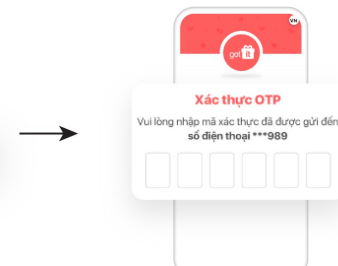 VN
got it
Xác thực OTP
Vui lòng nhập mã xác thực đã được gửi đến
số điện thoại ***989